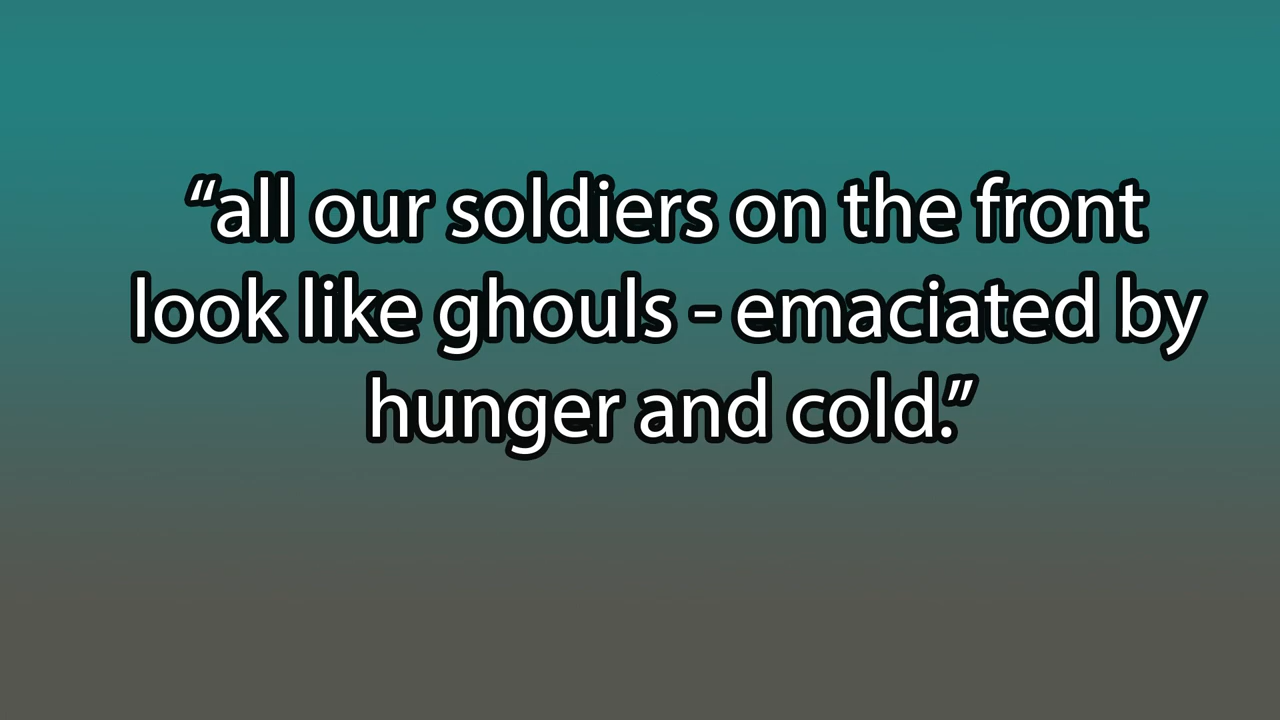 “all our soldiers on the front
look like ghouls - emaciated by
hunger and cold.”